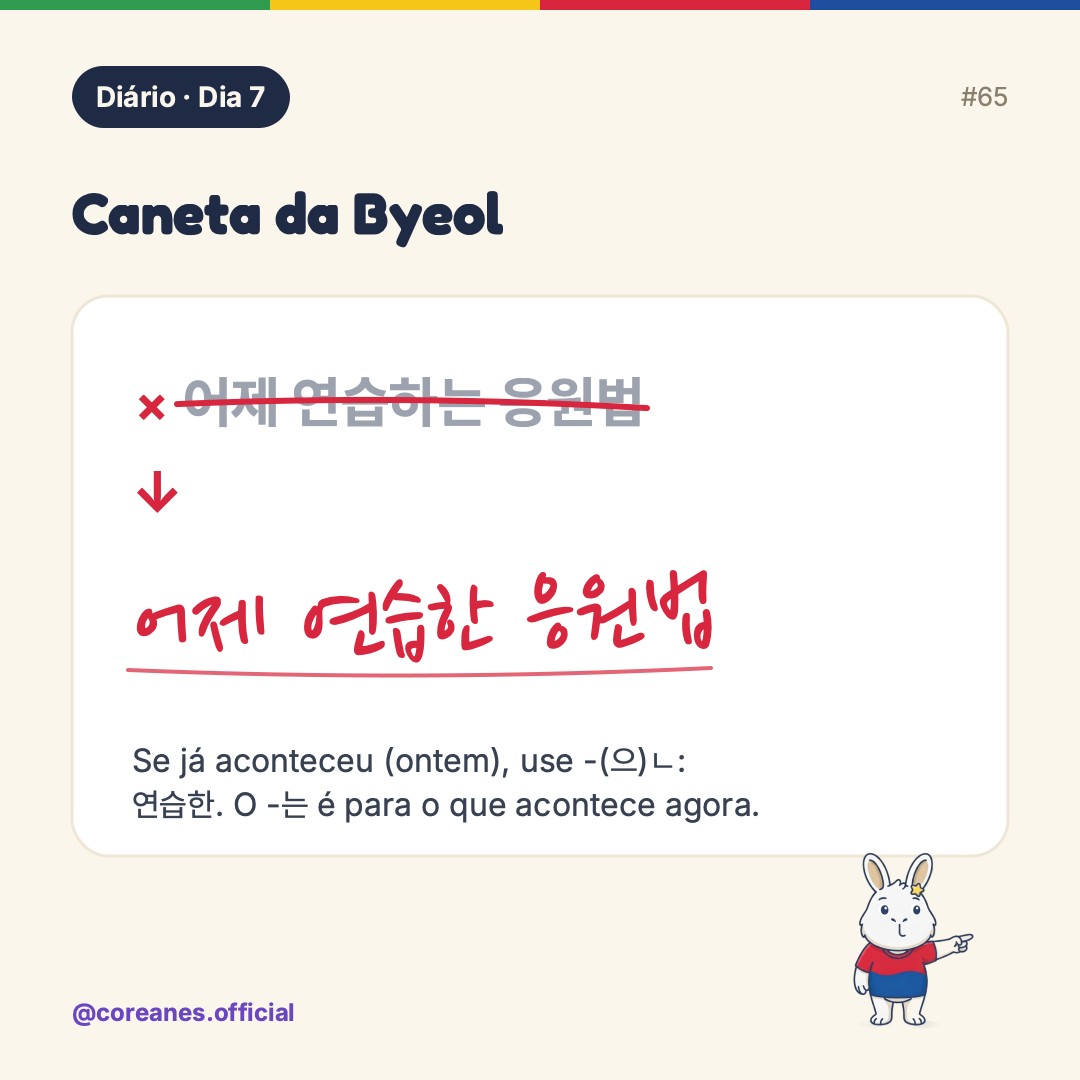 Diário · Dia 7
#65
Caneta da Byeol
× 어제 연습하는 응원법
↓
어제 연습한 응원법
Se já aconteceu (ontem), use -(으)ㄴ:
연습한. O -는 é para o que acontece agora.
@coreanes.official